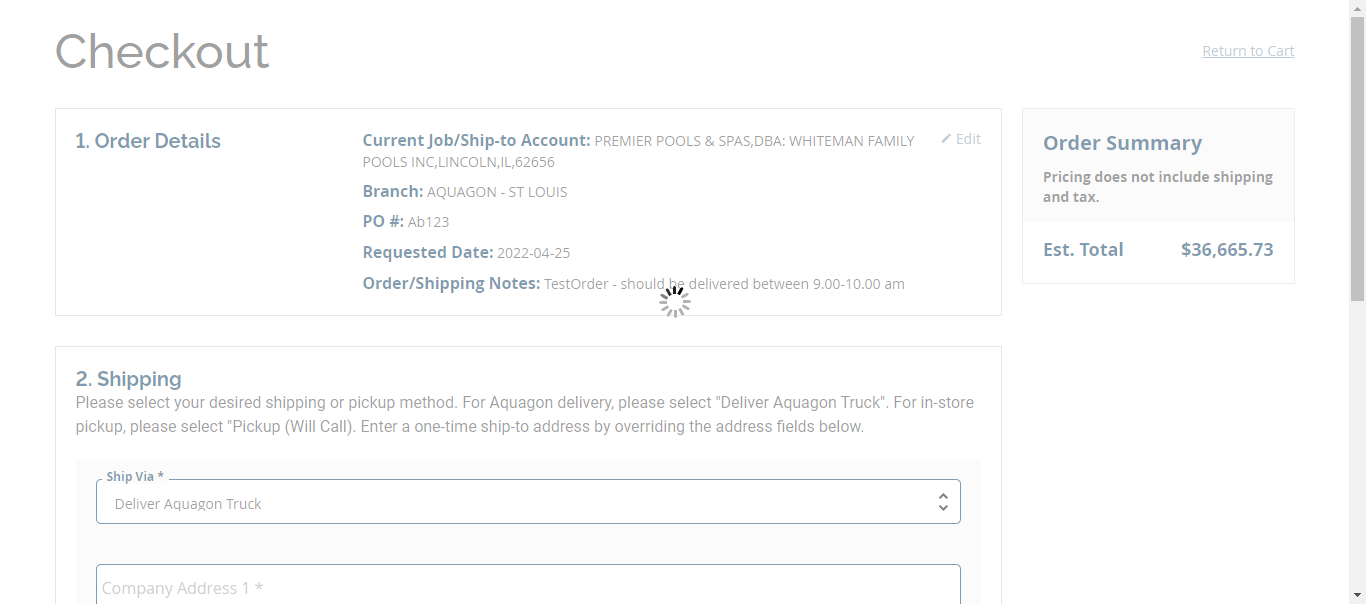 Checkout
Return to Cart
1. Order Details
Current Job/Ship-to Account: PREMIER POOLS & SPAS,DBA: WHITEMAN FAMILY
POOLS INC,LINCOLN,IL,62656
Edit
Branch: AQUAGON - ST LOUIS
PO #: Ab123
Requested Date: 2022-04-25
Order/Shipping Notes: TestOrder - should be delivered between 9.00-10.00 am
Order Summary
Pricing does not include shipping
and tax.
Est. Total $36,665.73
2. Shipping
Please select your desired shipping or pickup method. For Aquagon delivery, please select "Deliver Aquagon Truck". For in-store
pickup, please select "Pickup (Will Call). Enter a one-time ship-to address by overriding the address fields below.
Ship Via *
Deliver Aquagon Truck
Company Address 1 *